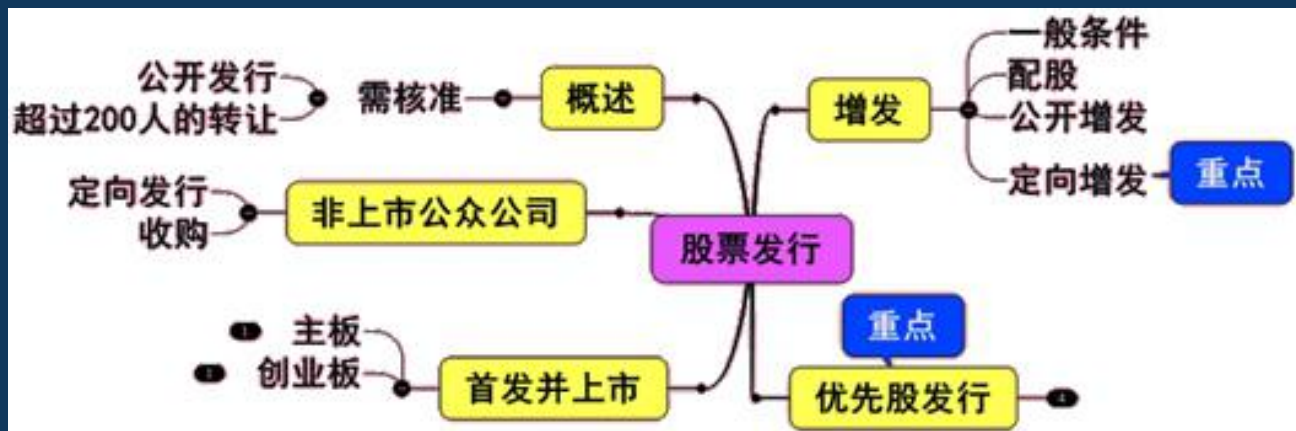 公开发行
超过200人的转让
需核准
概述
定向发行
收购
非上市公众公司
主板
创业板
首发并上市
股票发行
增发
一般条件
配股
公开增发
定向增发
重点
重点
优先股发行
4